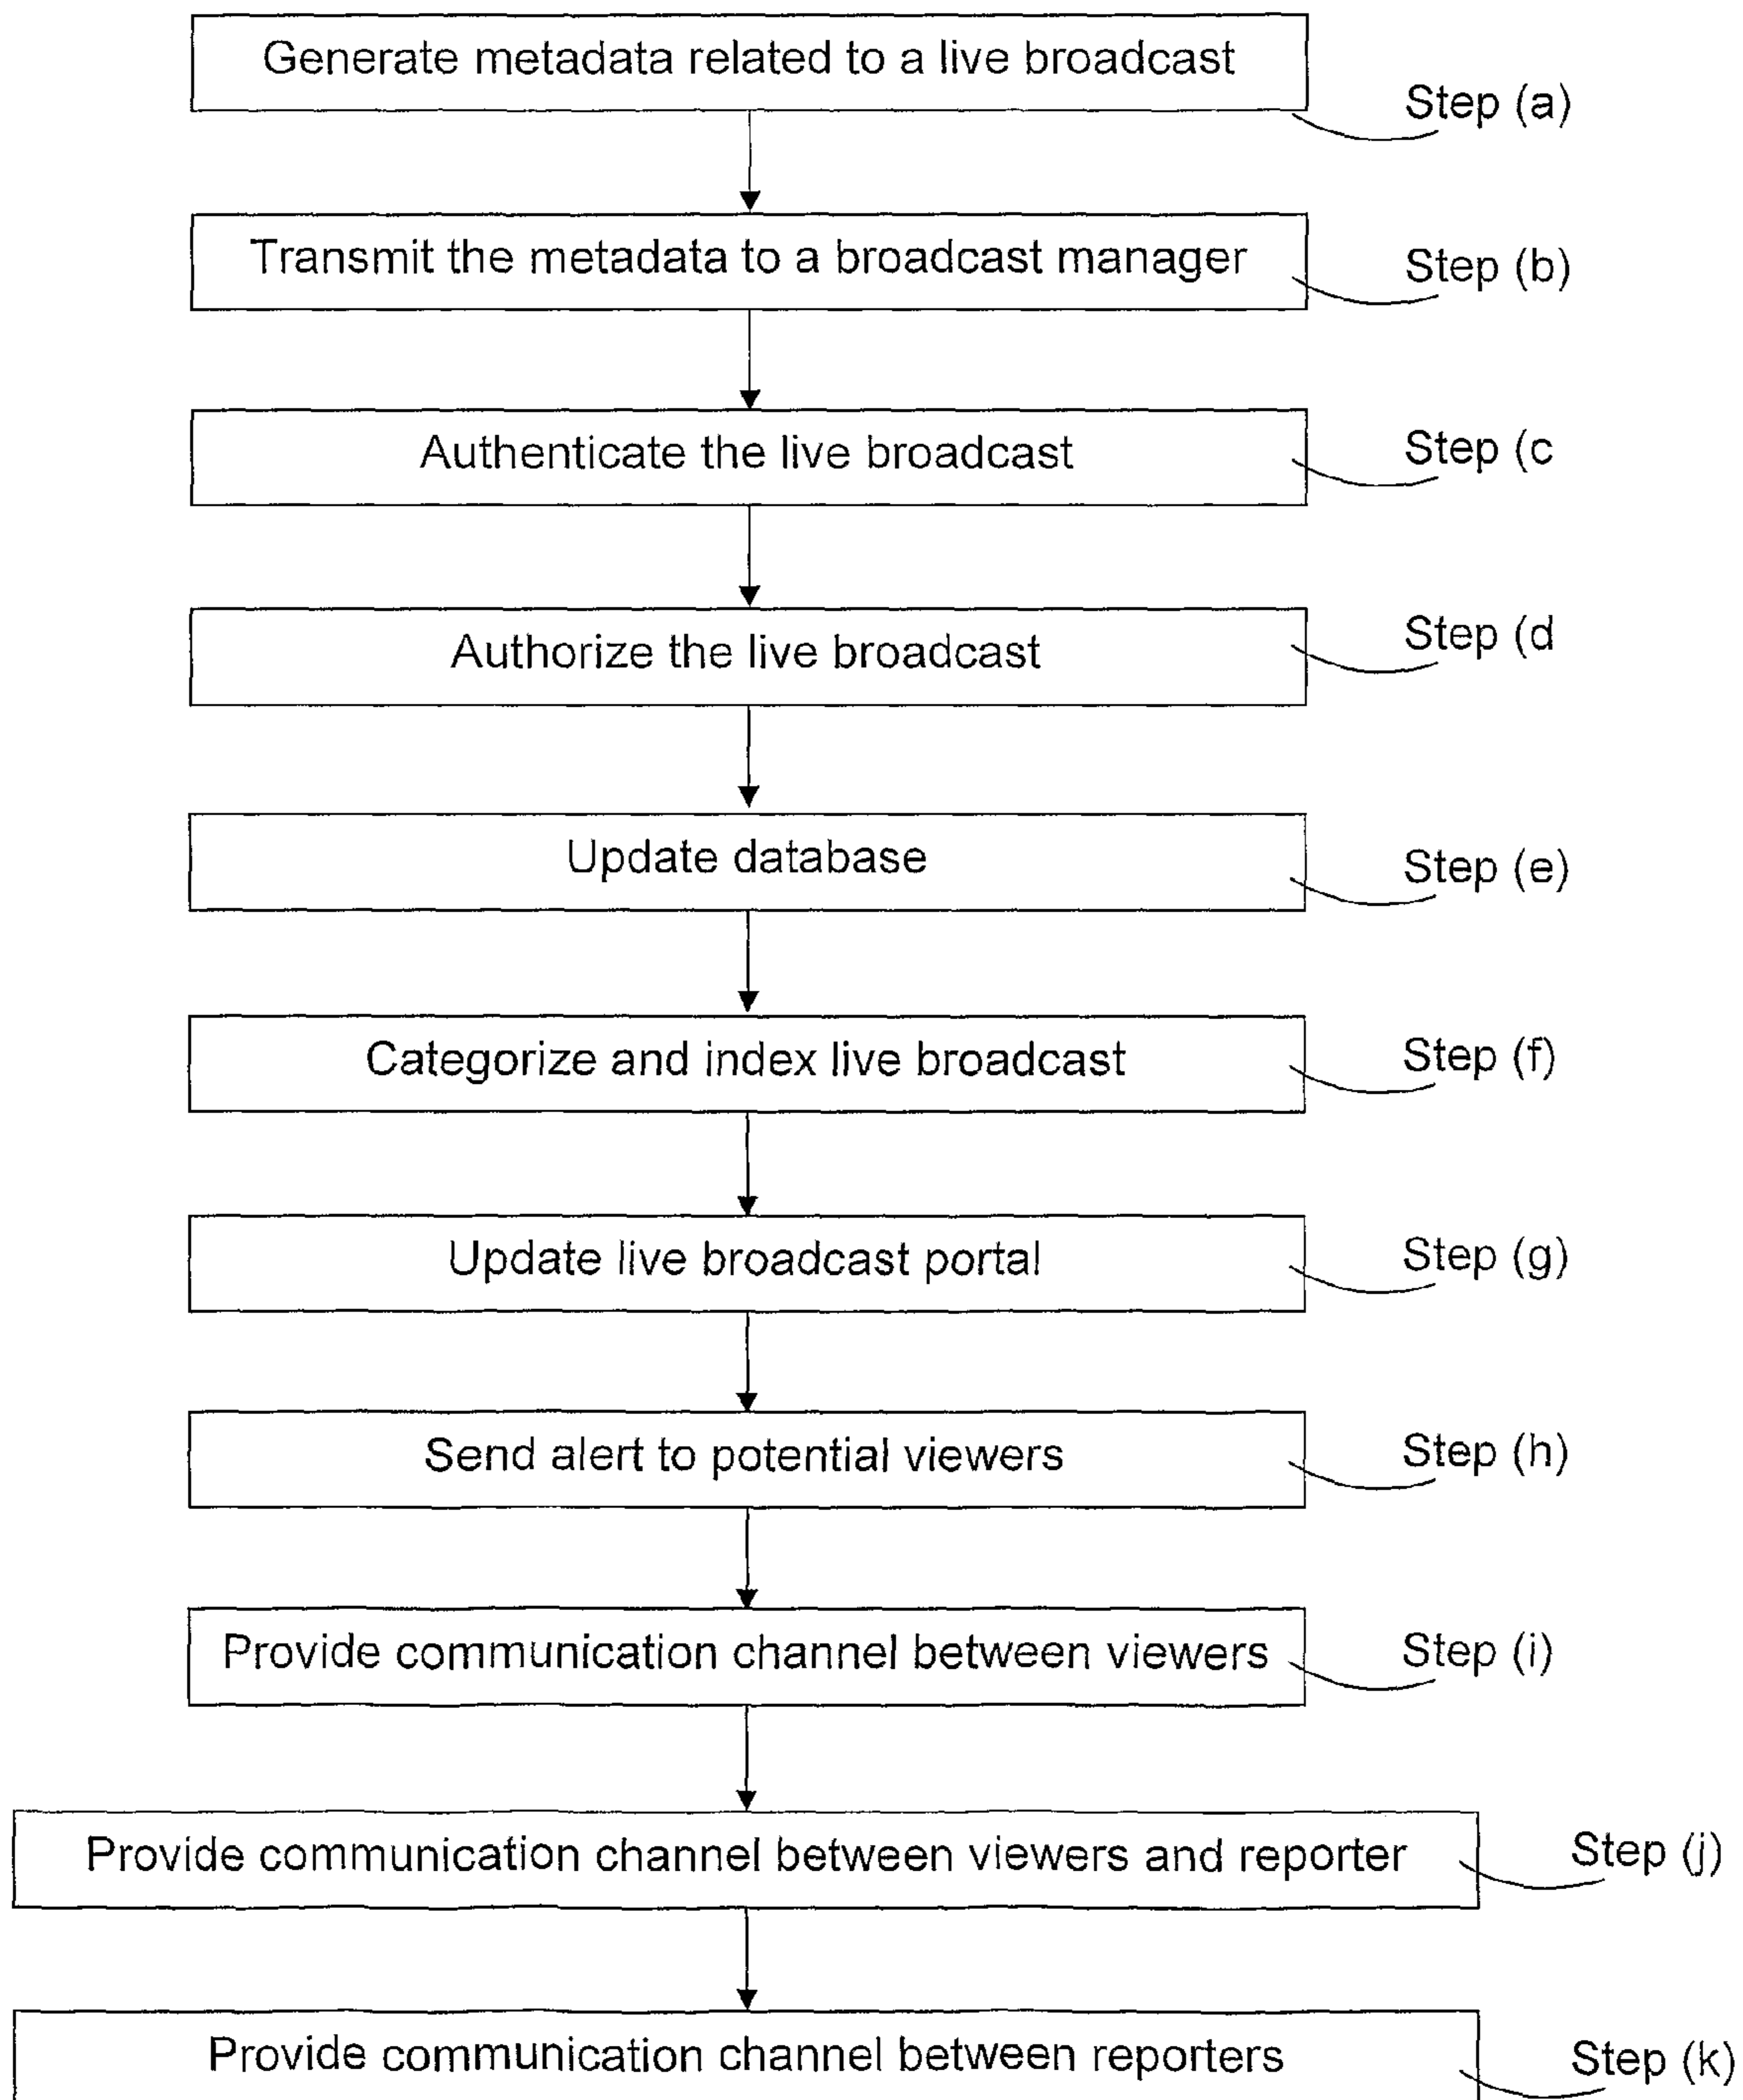 Generate metadata related to a live broadcast
Step (a)
Transmit the metadata to a broadcast manager
Step (b)
Authenticate the live broadcast
Step (c
Authorize the live broadcast
Step (d
Update database
Step (e)
Categorize and index live broadcast
Step (f)
Update live broadcast portal
Step (g)
Send alert to potential viewers
Step (h)
Provide communication channel between viewers
Step (i)
Provide communication channel between viewers and reporter
Step (j)
Provide communication channel between reporters
Step (k)